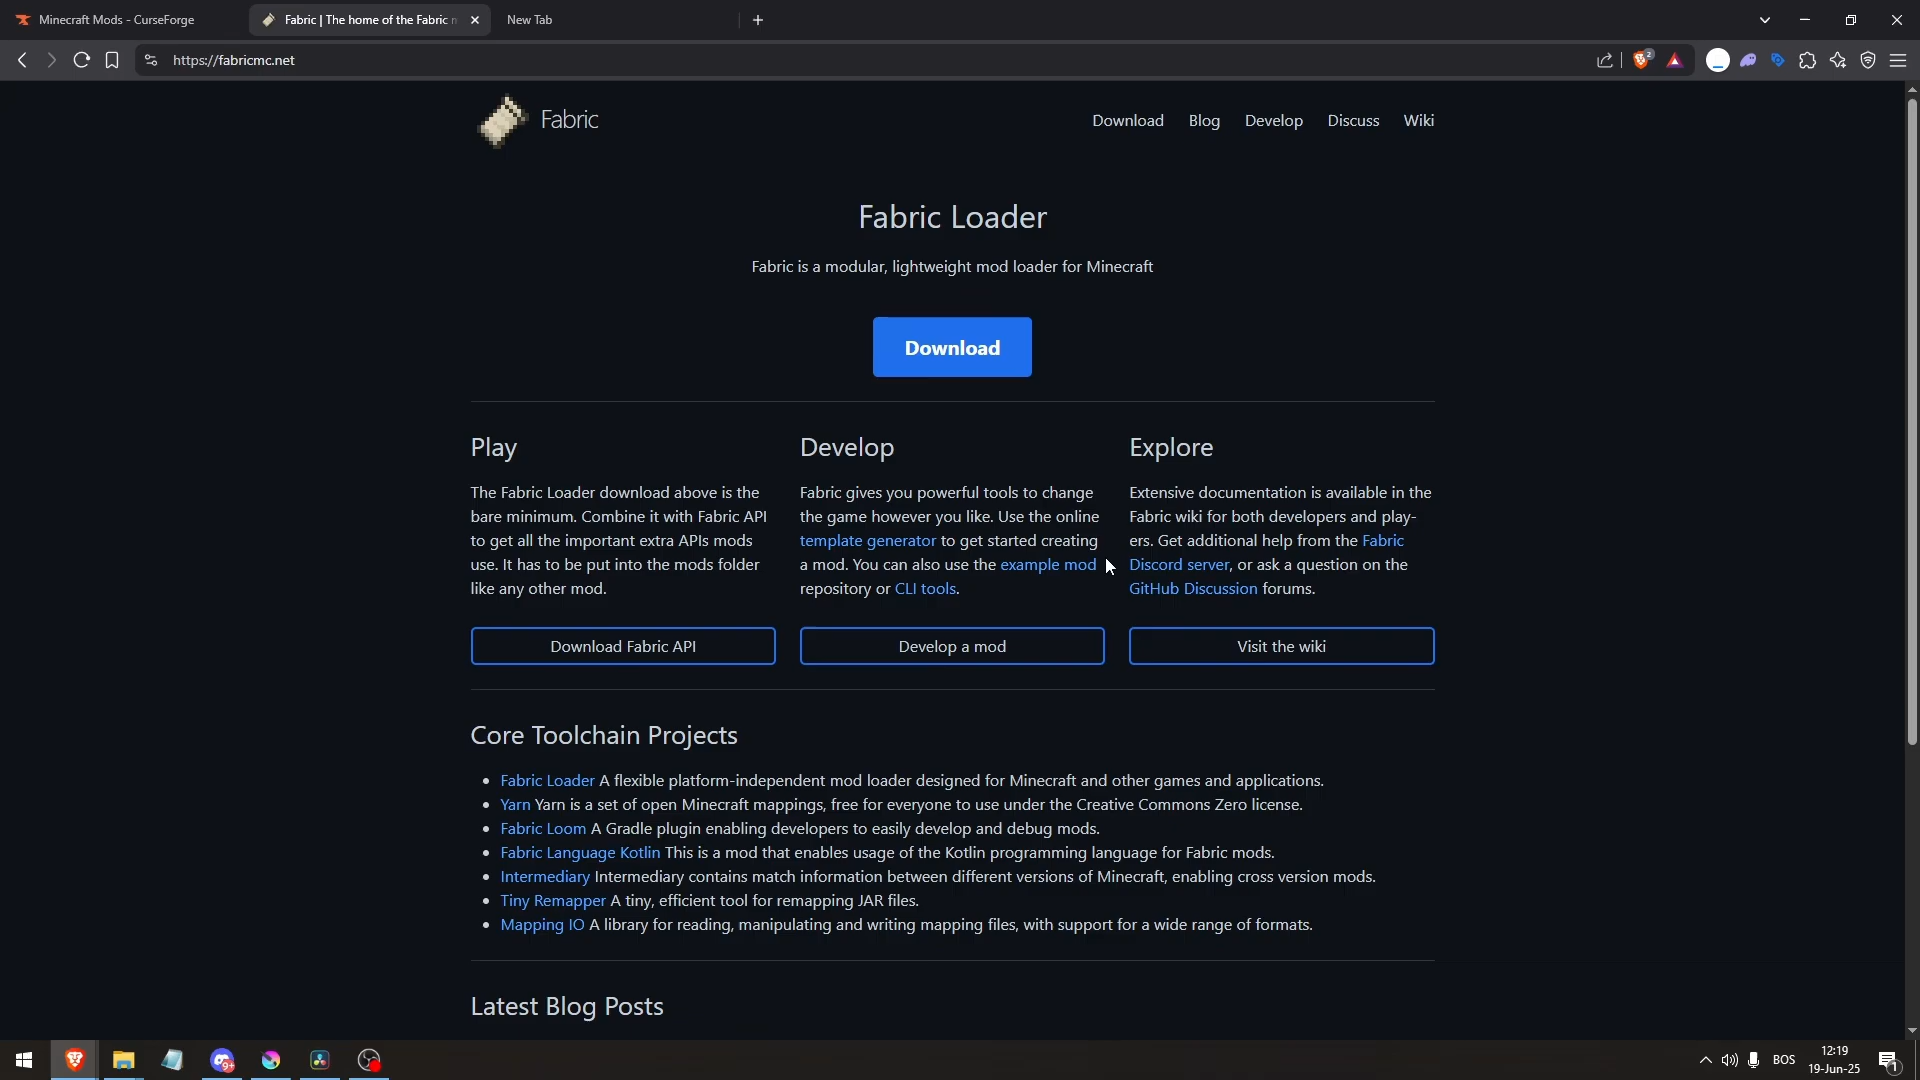 Minecraft Mods - CurseForge
Fabric | The home of the Fabric
New Tab
https://fabricmc.net
2
Fabric
Download
Blog
Develop
Discuss
Wiki
Fabric Loader
Fabric is a modular, lightweight mod loader for Minecraft
Download
Play
The Fabric Loader download above is the
bare minimum. Combine it with Fabric API
to get all the important extra APIs mods
use. It has to be put into the mods folder
like any other mod.
Download Fabric API
Develop
Fabric gives you powerful tools to change
the game however you like. Use the online
template generator to get started creating
a mod. You can also use the example mod
repository or CLI tools.
Develop a mod
Explore
Extensive documentation is available in the
Fabric wiki for both developers and play-
ers. Get additional help from the Fabric
Discord server, or ask a question on the
GitHub Discussion forums.
Visit the wiki
Core Toolchain Projects
Fabric Loader A flexible platform-independent mod loader designed for Minecraft and other games and applications.
Yarn Yarn is a set of open Minecraft mappings, free for everyone to use under the Creative Commons Zero license.
Fabric Loom A Gradle plugin enabling developers to easily develop and debug mods.
Fabric Language Kotlin This is a mod that enables usage of the Kotlin programming language for Fabric mods.
Intermediary Intermediary contains match information between different versions of Minecraft, enabling cross version mods.
Tiny Remapper A tiny, efficient tool for remapping JAR files.
Mapping IO A library for reading, manipulating and writing mapping files, with support for a wide range of formats.
Latest Blog Posts
9+
BOS
12:19
19-Jun-25
1